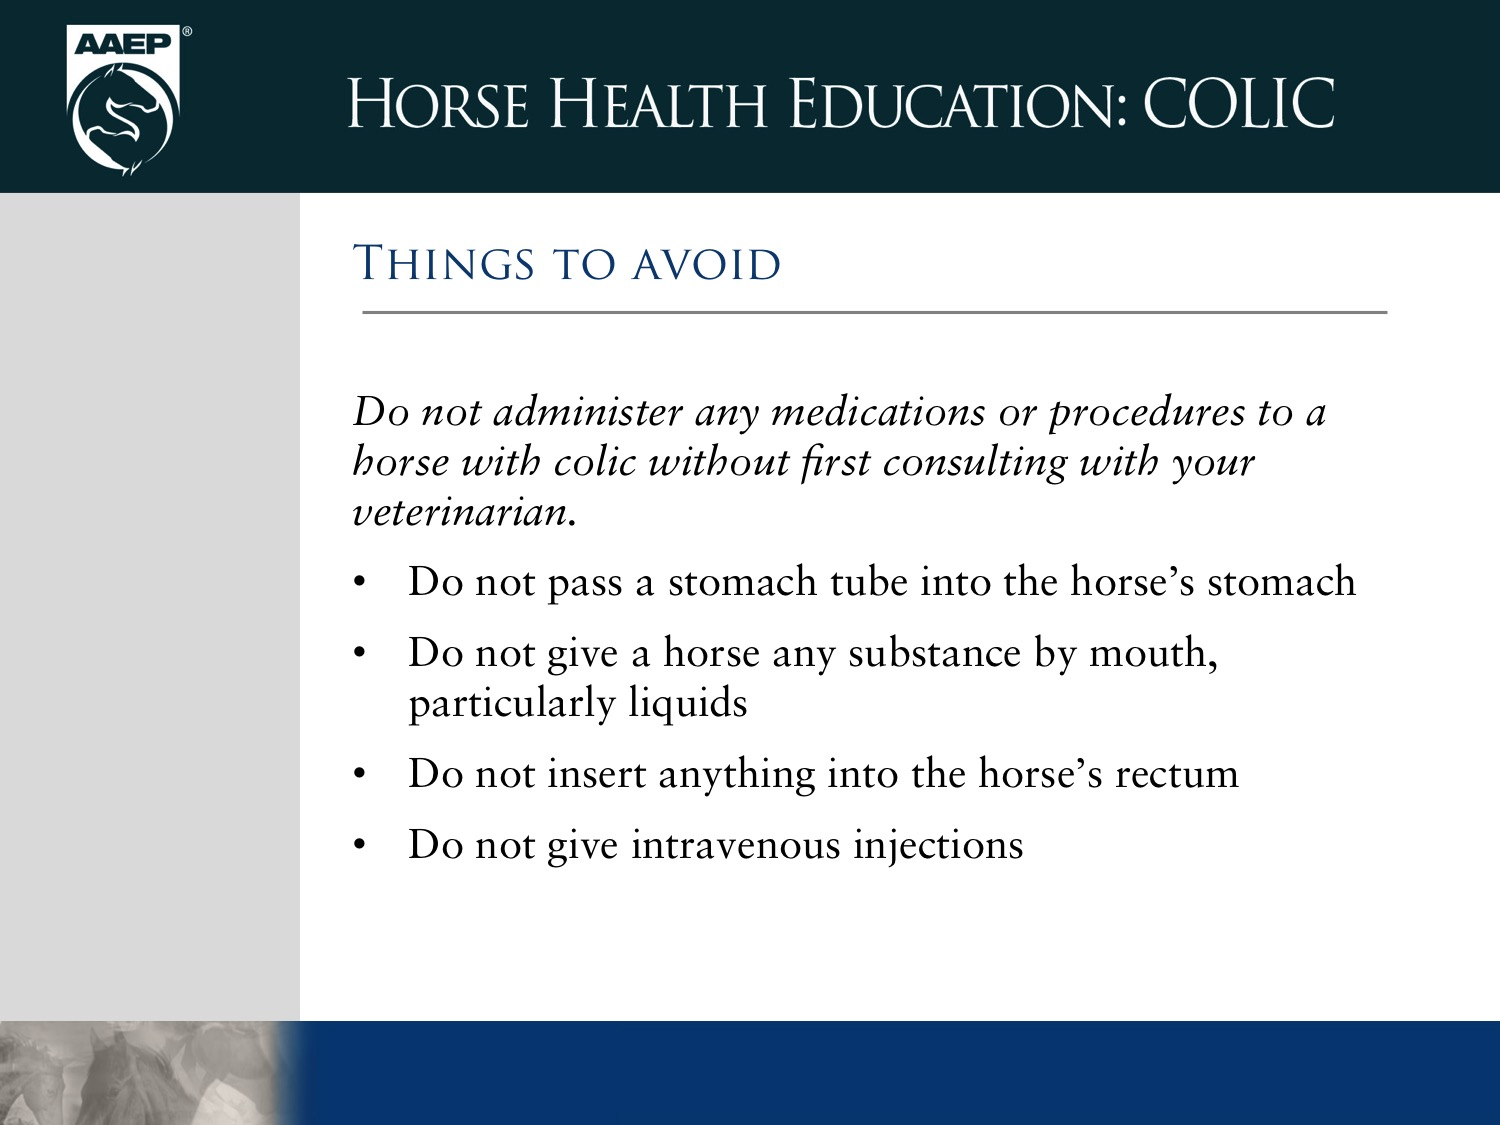 AAEP ®
HORSE HEALTH EDUCATION: COLIC
THINGS TO AVOID
Do not administer any medications or procedures to a
horse with colic without first consulting with your
veterinarian.
• Do not pass a stomach tube into the horse’s stomach
• Do not give a horse any substance by mouth,
particularly liquids
• Do not insert anything into the horse’s rectum
• Do not give intravenous injections